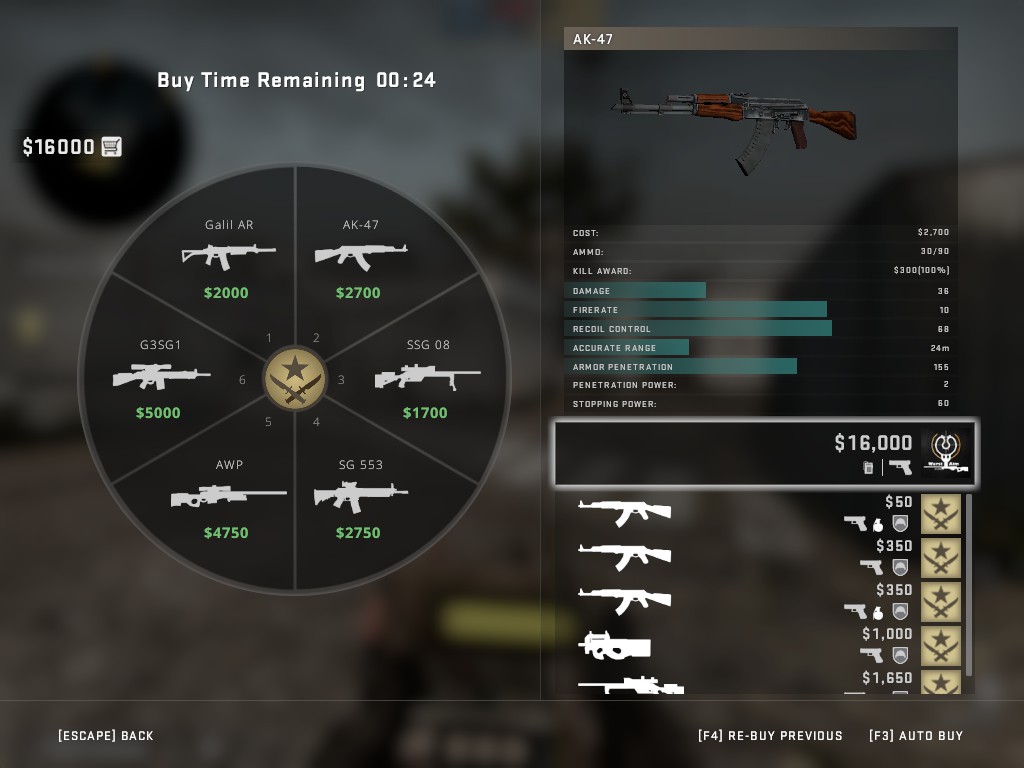 Buy Time Remaining 00:24
$16000
Galil AR
$2000
AK-47
$2700
G3SG1
$5000
SSG 08
$1700
AWP
$4750
SG 553
$2750
1
2
3
4
5
6
AK-47
COST: $2,700
AMMO: 30/90
KILL AWARD: $300(100%)
DAMAGE 36
FIRERATE 10
RECOIL CONTROL 68
ACCURATE RANGE 24m
ARMOR PENETRATION 155
PENETRATION POWER: 2
STOPPING POWER: 60
$16,000
Worst Aim
$50
$350
$350
$1,000
$1,650
[ESCAPE] BACK
[F4] RE-BUY PREVIOUS
[F3] AUTO BUY